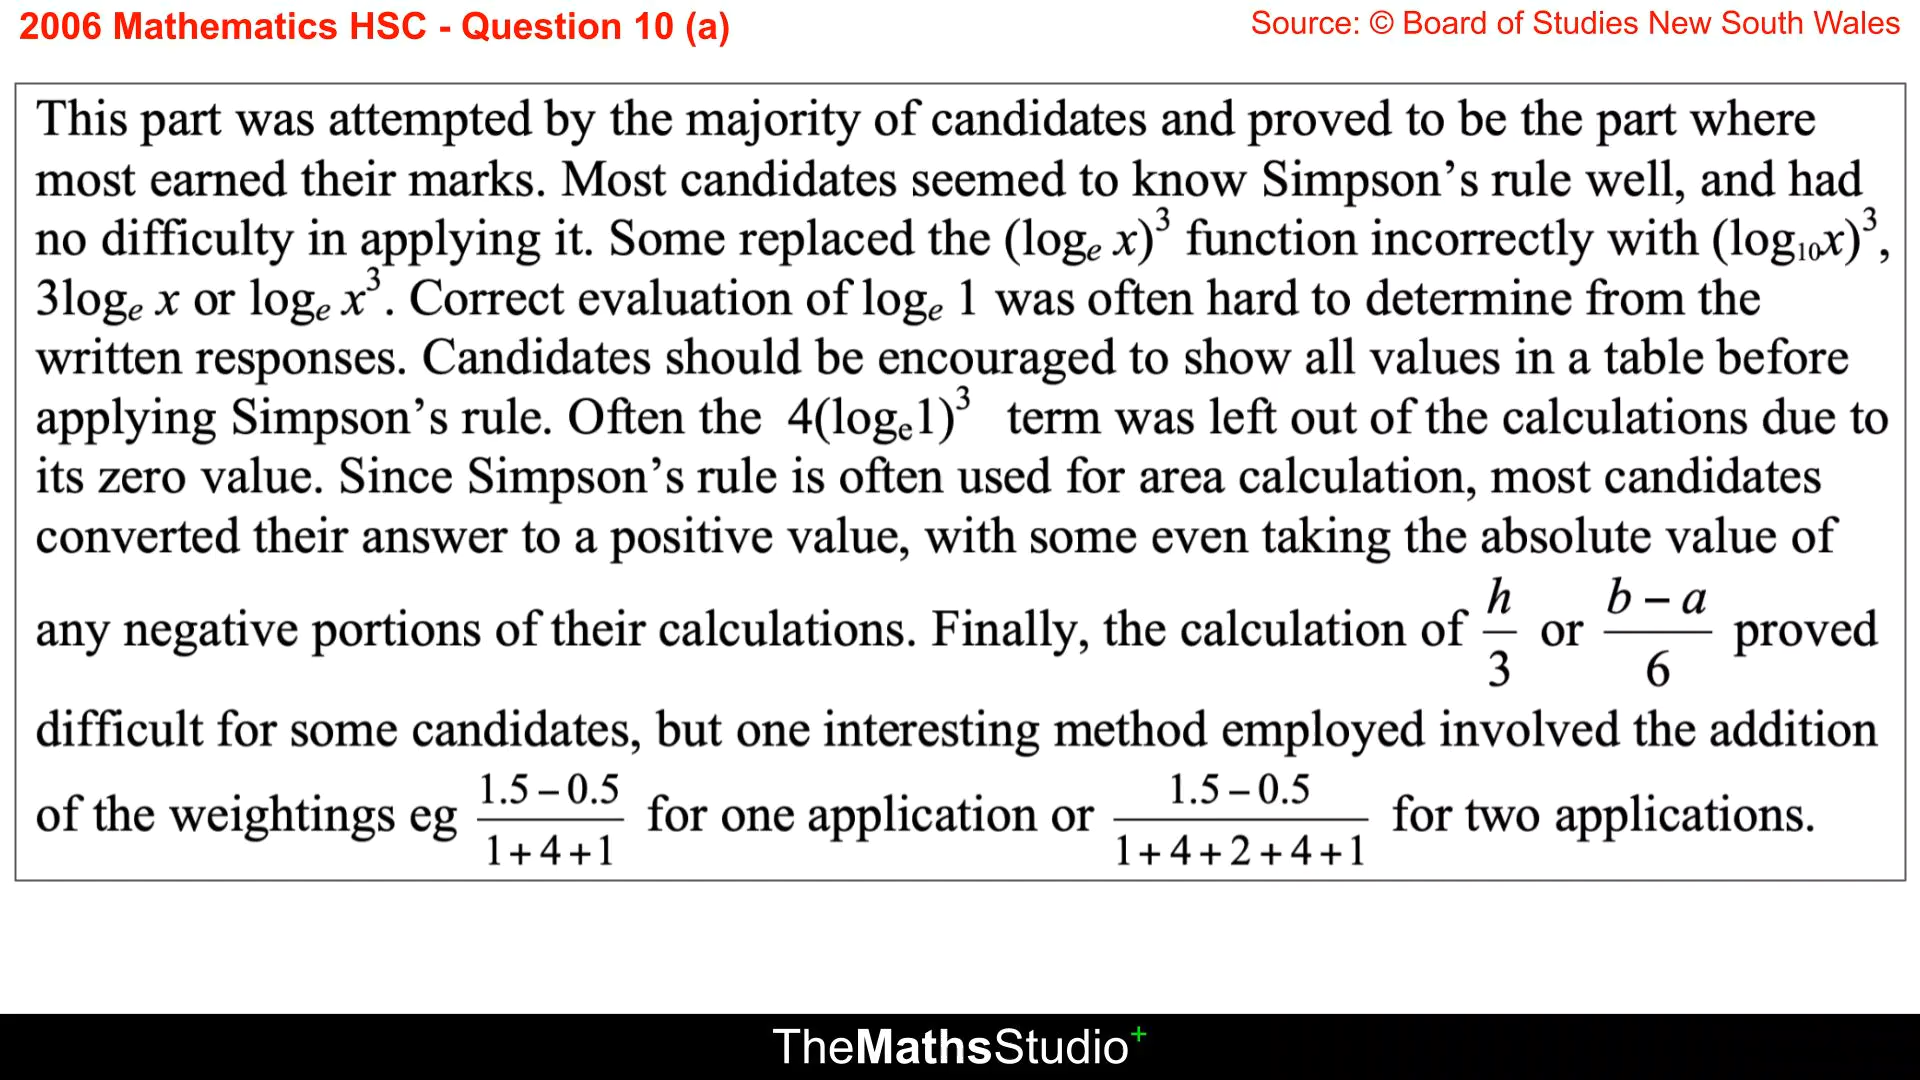 2006 Mathematics HSC - Question 10 (a)
Source: © Board of Studies New South Wales
This part was attempted by the majority of candidates and proved to be the part where
most earned their marks. Most candidates seemed to know Simpson’s rule well, and had
no difficulty in applying it. Some replaced the (logₑ x)³ function incorrectly with (log₁₀x)³,
3logₑ x or logₑ x³. Correct evaluation of logₑ 1 was often hard to determine from the
written responses. Candidates should be encouraged to show all values in a table before
applying Simpson’s rule. Often the 4(logₑ1)³ term was left out of the calculations due to
its zero value. Since Simpson’s rule is often used for area calculation, most candidates
converted their answer to a positive value, with some even taking the absolute value of
any negative portions of their calculations. Finally, the calculation of h/3 or (b – a)/6 proved
difficult for some candidates, but one interesting method employed involved the addition
of the weightings eg (1.5 – 0.5)/(1+4+1) for one application or (1.5 – 0.5)/(1+4+2+4+1) for two applications.
TheMathsStudio+